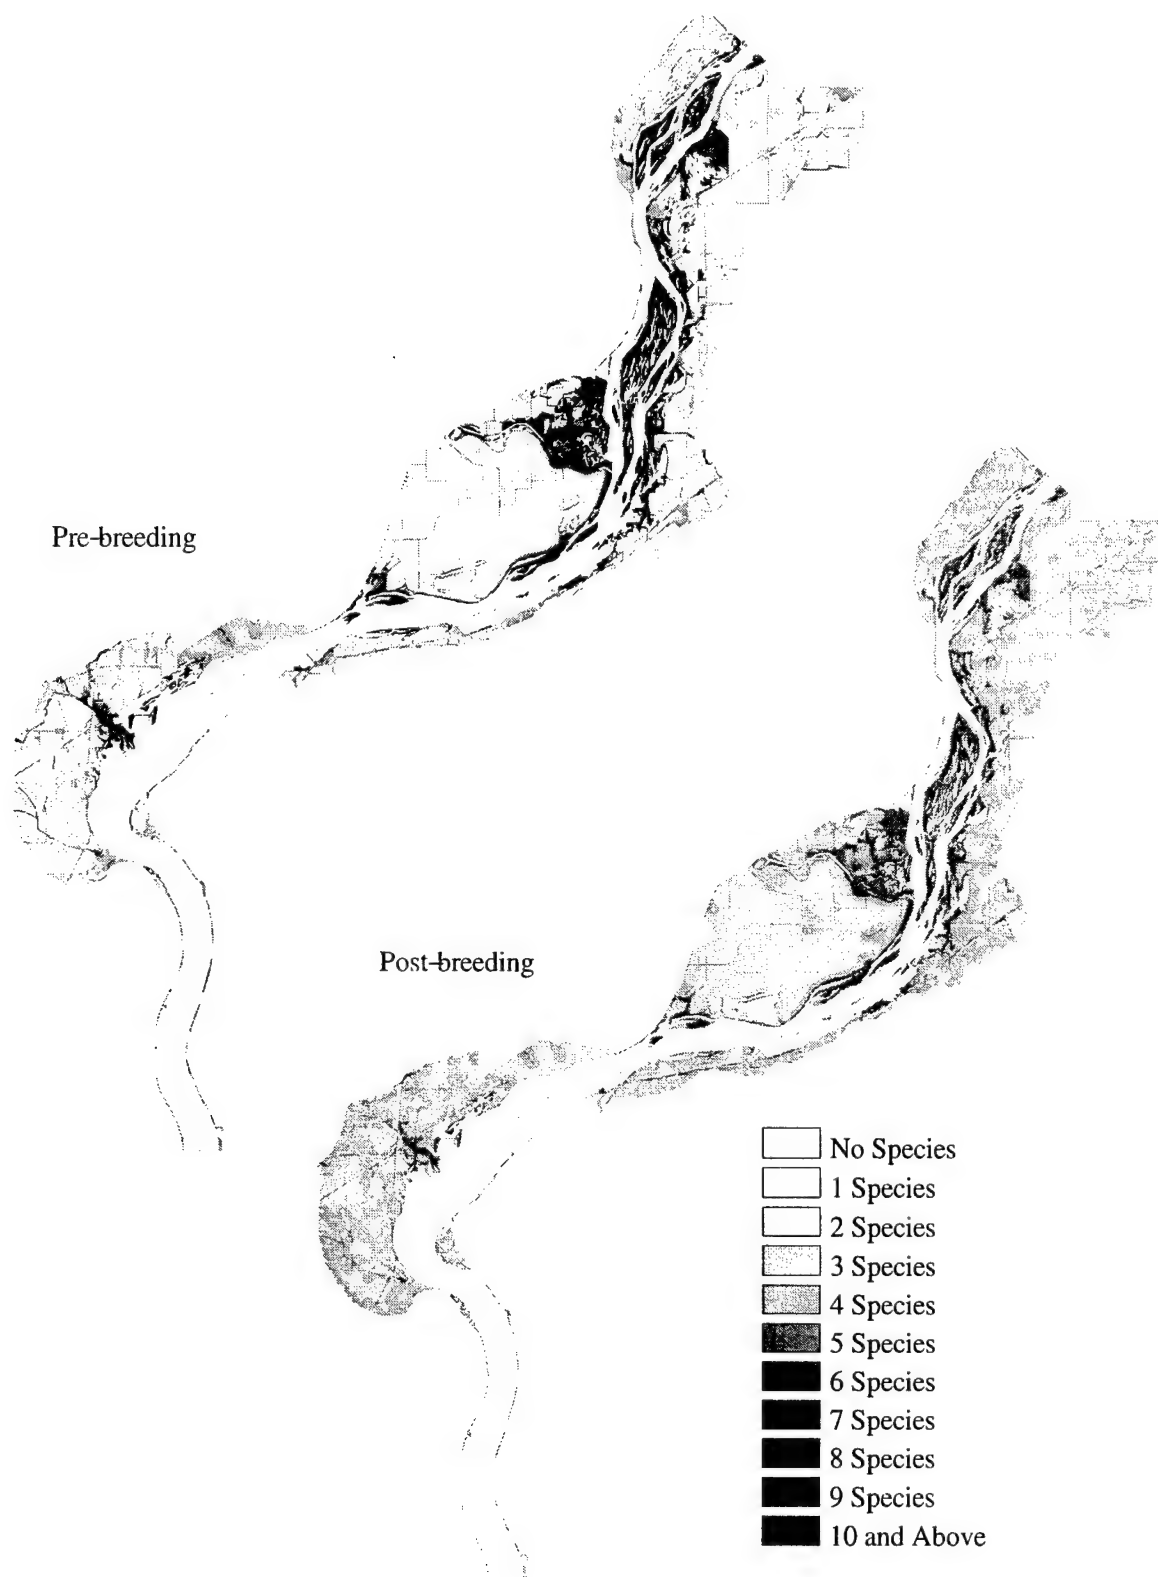 Pre-breeding
Post-breeding
No Species
1 Species
2 Species
3 Species
4 Species
5 Species
6 Species
7 Species
8 Species
9 Species
10 and Above